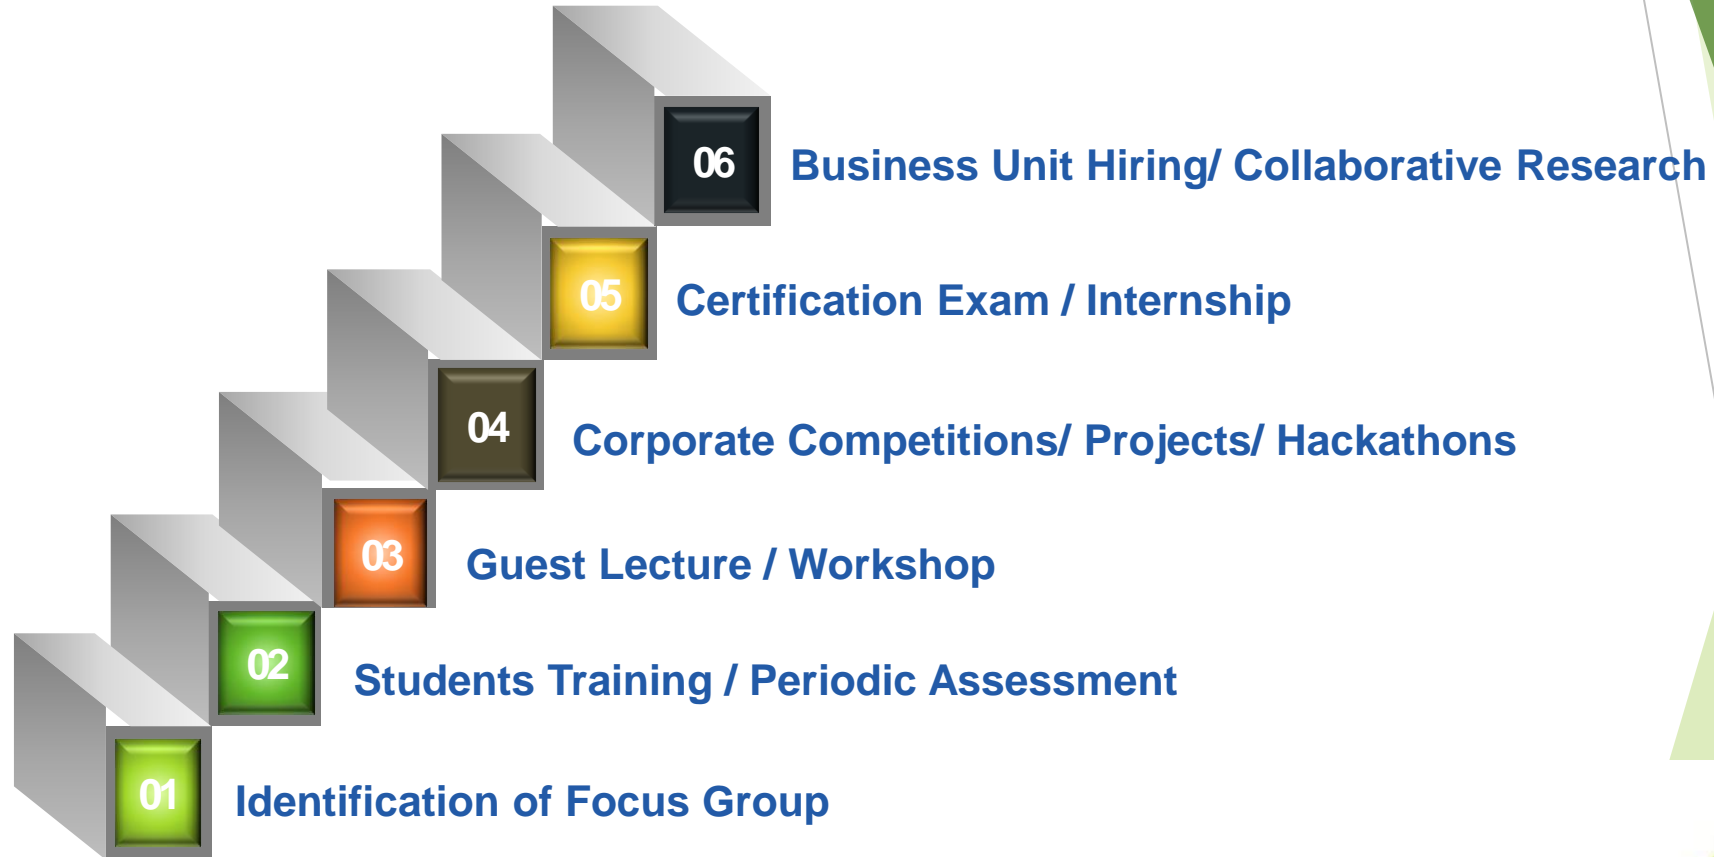 06 Business Unit Hiring/ Collaborative Research
05 Certification Exam / Internship
04 Corporate Competitions/ Projects/ Hackathons
03 Guest Lecture / Workshop
02 Students Training / Periodic Assessment
01 Identification of Focus Group